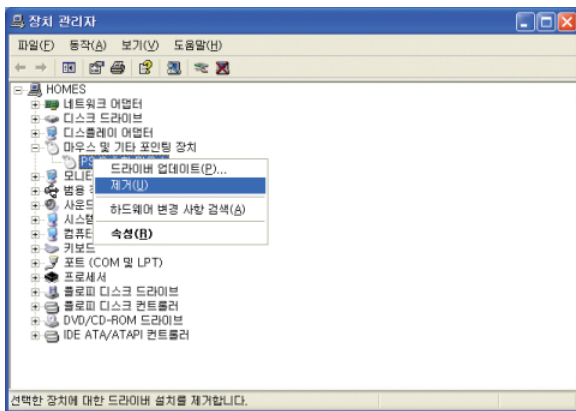 장치 관리자
파일(F) 동작(A) 보기(V) 도움말(H)
HOMES
네트워크 어댑터
디스크 드라이브
디스플레이 어댑터
마우스 및 기타 포인팅 장치
드라이버 업데이트(P)...
제거(U)
하드웨어 변경 사항 검색(A)
속성(R)
키보드
포트 (COM 및 LPT)
프로세서
플로피 디스크 드라이브
플로피 디스크 컨트롤러
DVD/CD-ROM 드라이브
IDE ATA/ATAPI 컨트롤러
선택한 장치에 대한 드라이버 설치를 제거합니다.